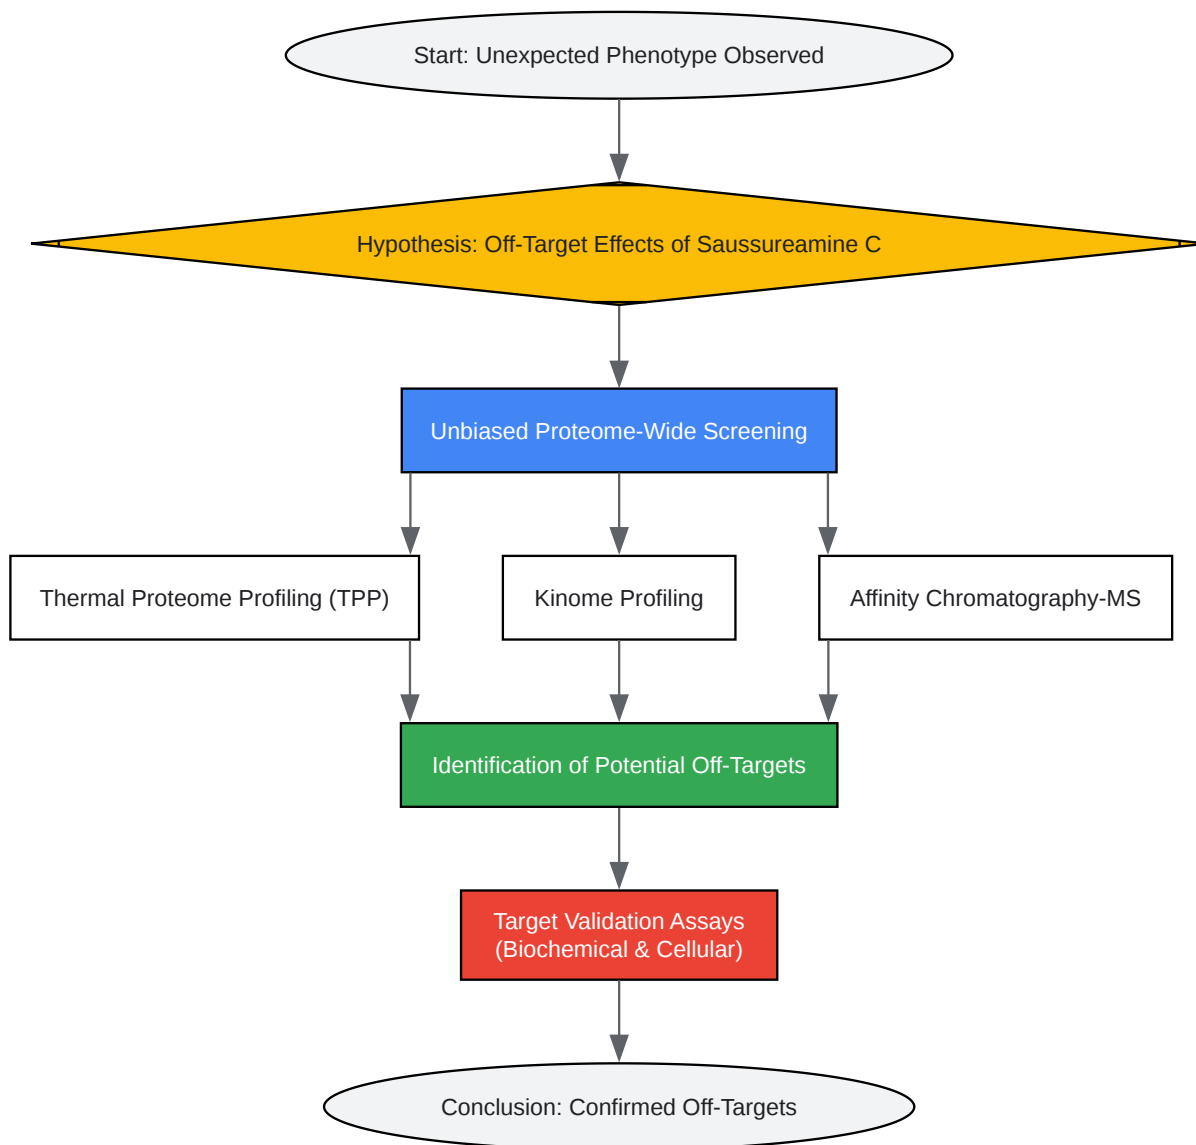 Start: Unexpected Phenotype Observed
Hypothesis: Off-Target Effects of Saussureamine C
Unbiased Proteome-Wide Screening
Thermal Proteome Profiling (TPP)
Kinome Profiling
Affinity Chromatography-MS
Identification of Potential Off-Targets
Target Validation Assays
(Biochemical & Cellular)
Conclusion: Confirmed Off-Targets